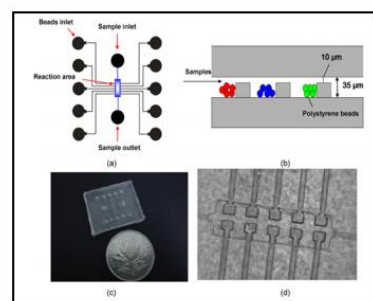 Beads inlet
Sample inlet
Reaction area
Sample outlet
(a)
10 µm
Samples
35 µm
Polystyrene beads
(b)
(c)
(d)